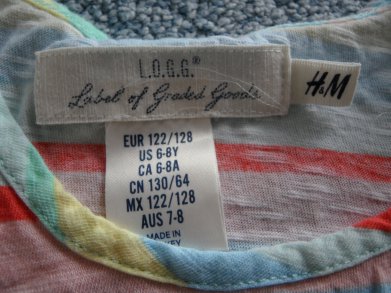 L.O.G.G.®
Label of Graded Goods
H&M
EUR 122/128
US 6-8Y
CA 6-8A
CN 130/64
MX 122/128
AUS 7-8
MADE IN